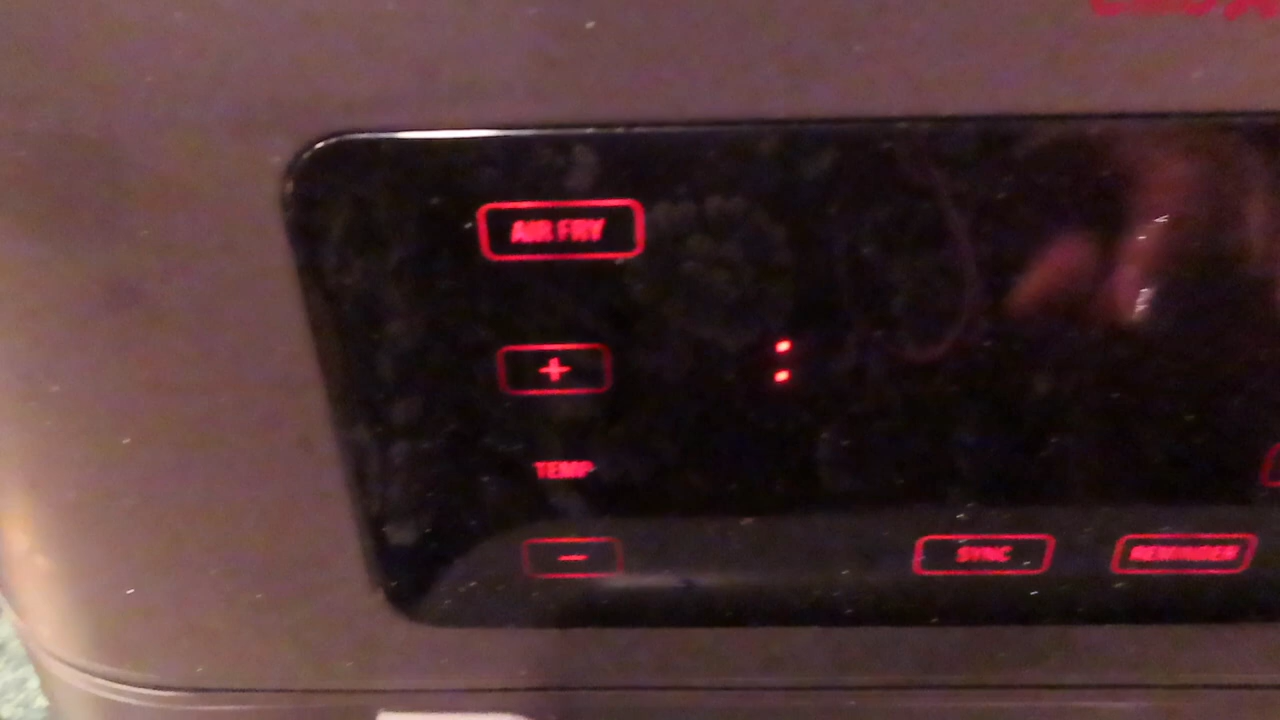 AIR FRY
+
:
TEMP
−
SYNC
REMINDER